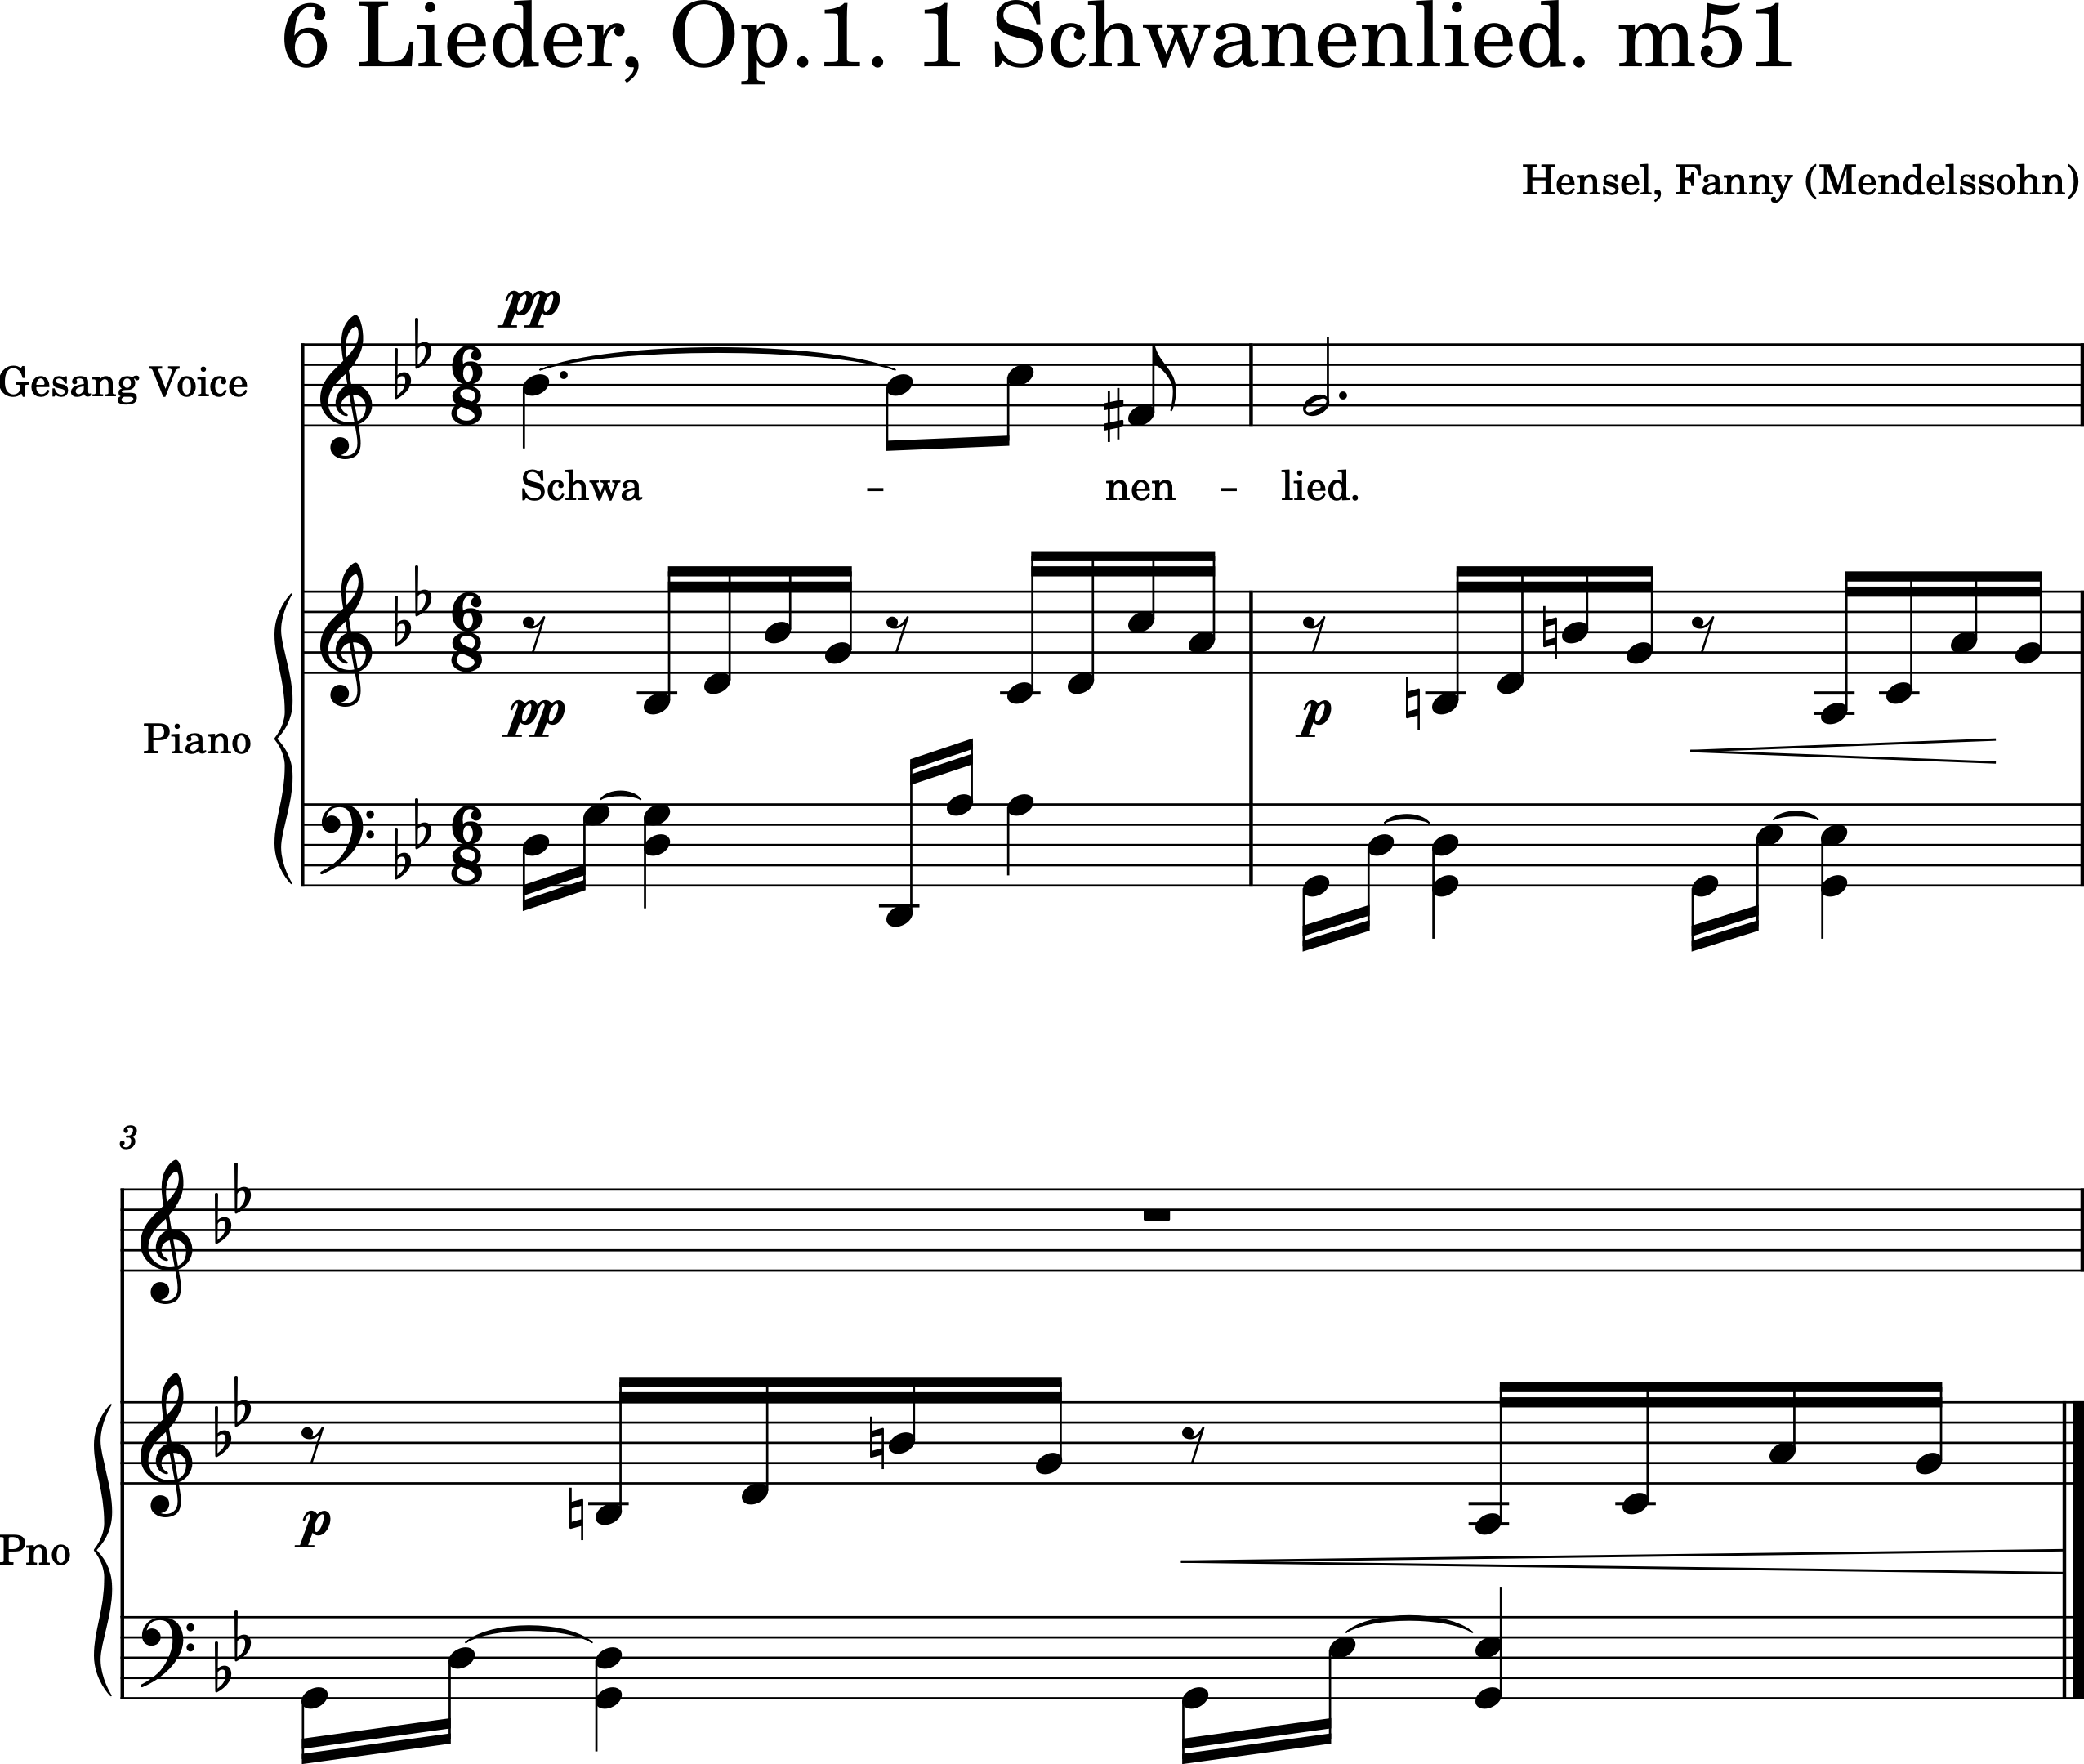 6 Lieder, Op.1. 1 Schwanenlied. m51
Hensel, Fanny (Mendelssohn)
pp
Gesang Voice
Schwa - nen - lied.
pp p
Piano
3
p
Pno